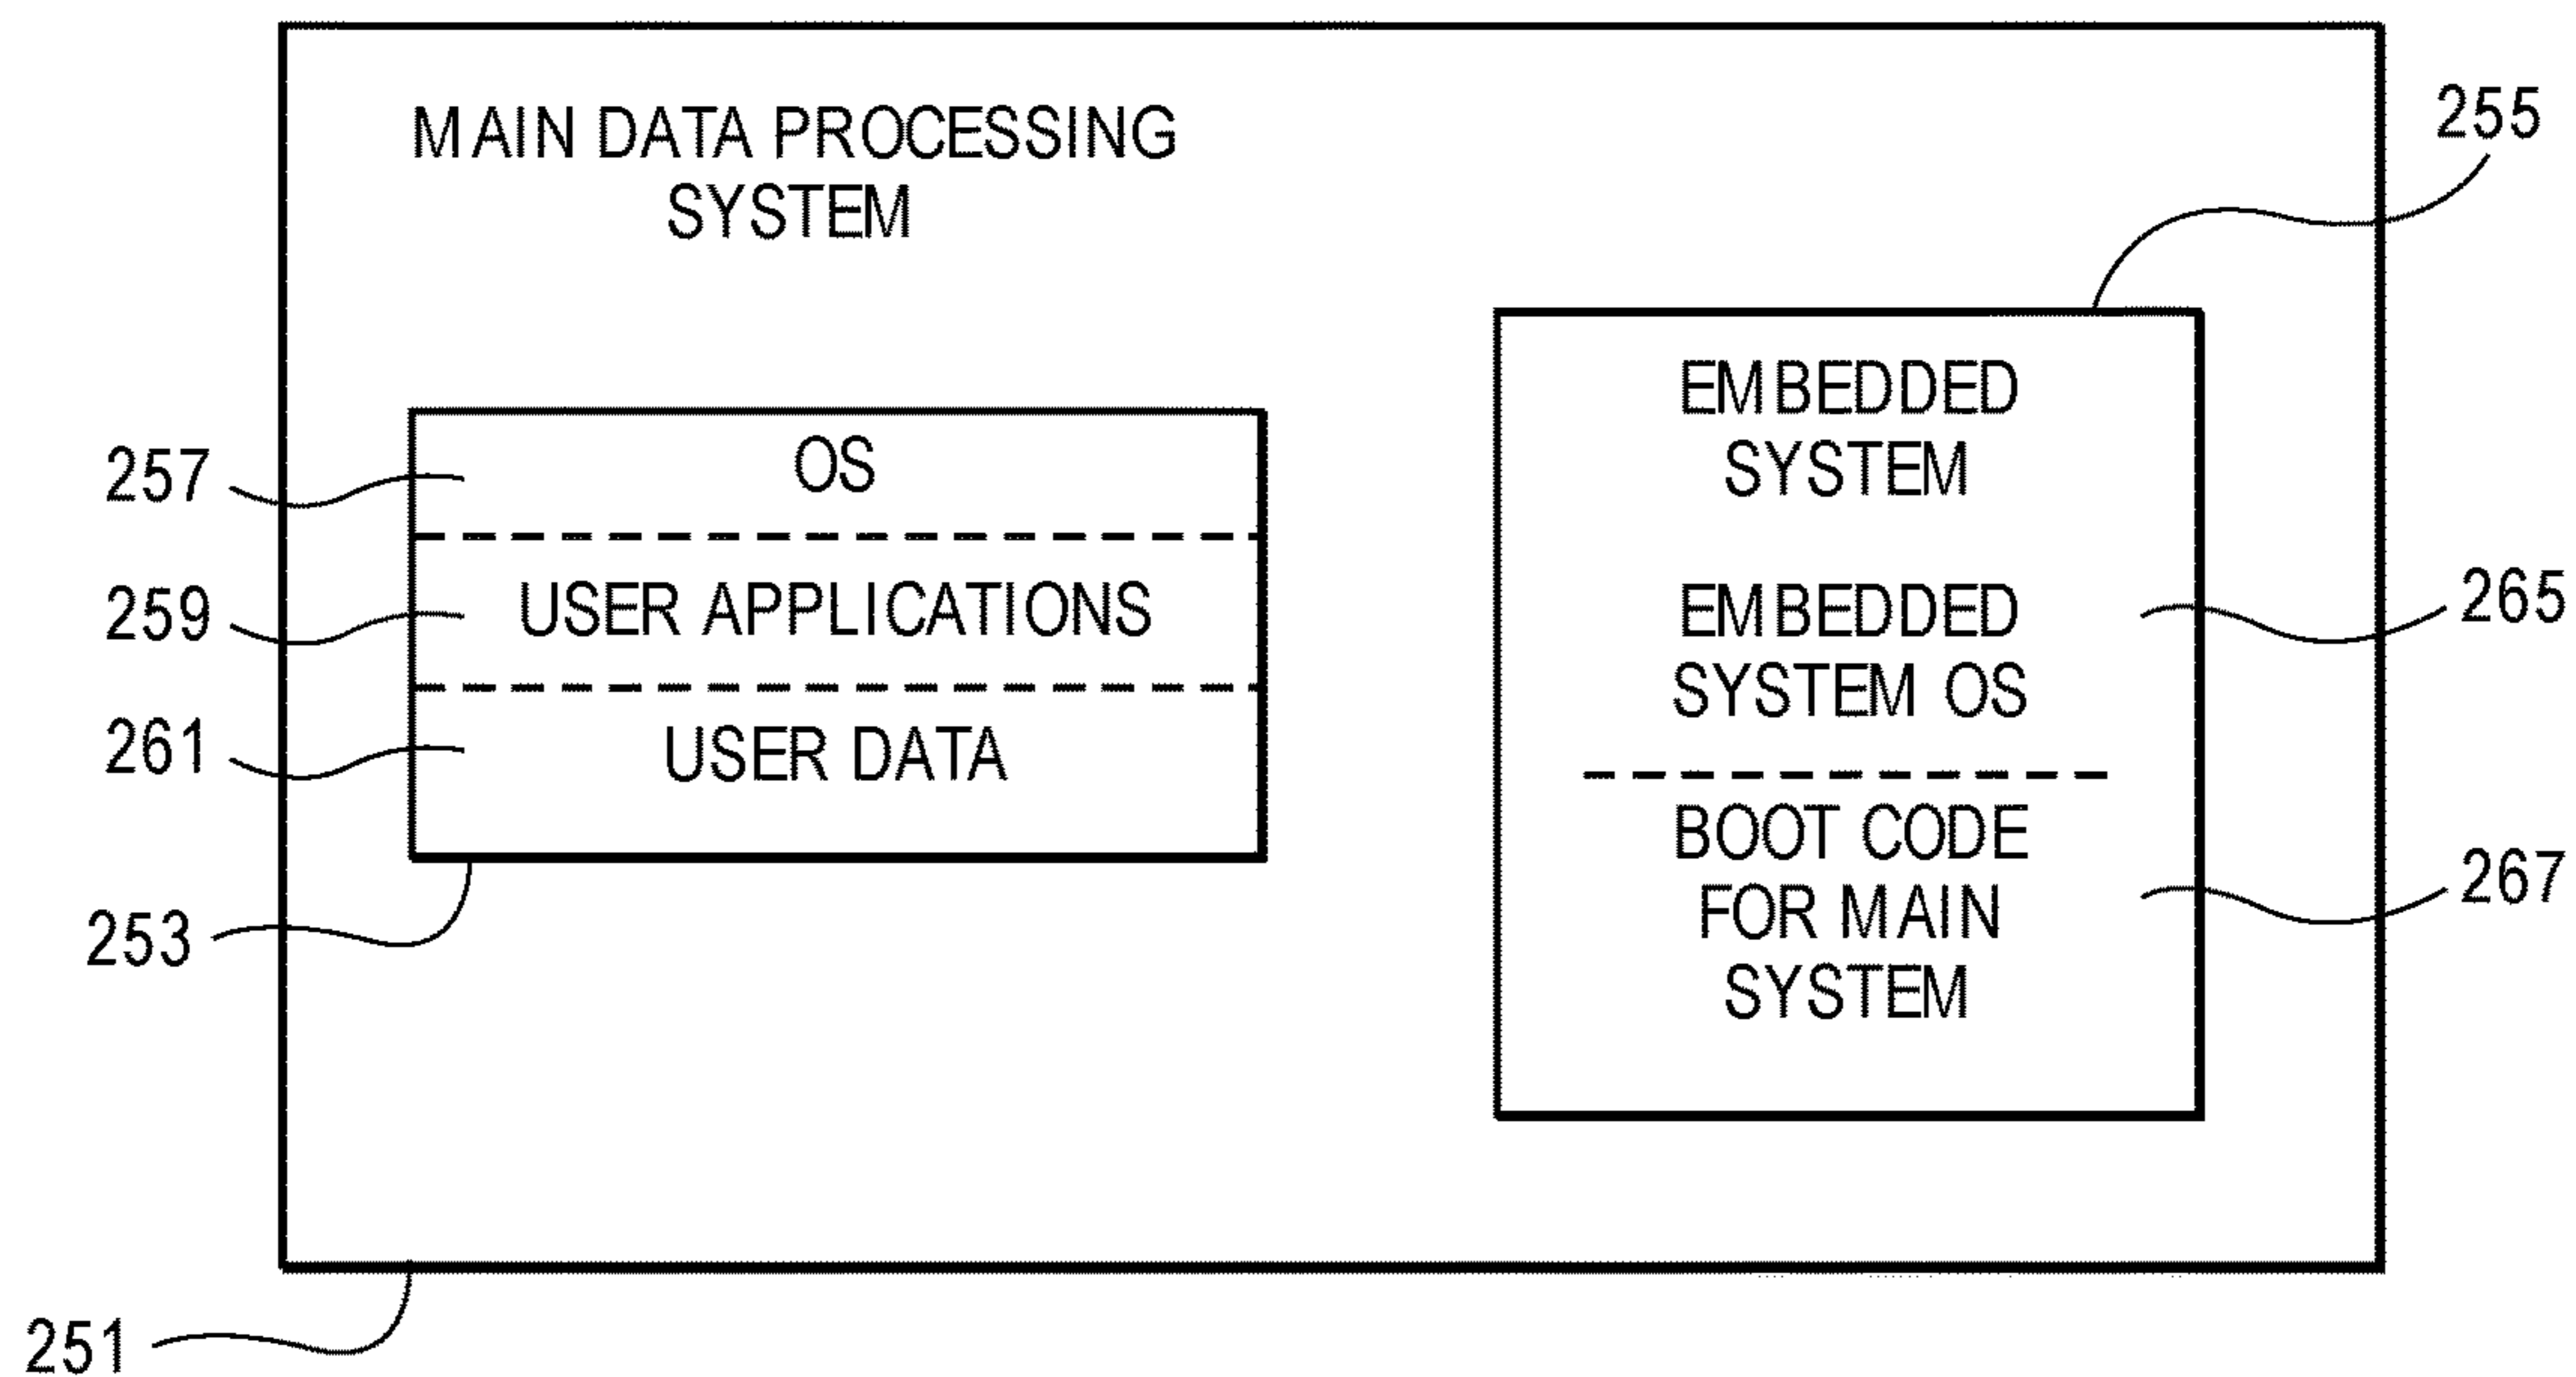 MAIN DATA PROCESSING
SYSTEM
255
EMBEDDED
SYSTEM
257
OS
259
USER APPLICATIONS
EMBEDDED
SYSTEM OS
265
261
USER DATA
BOOT CODE
FOR MAIN
SYSTEM
267
253
251